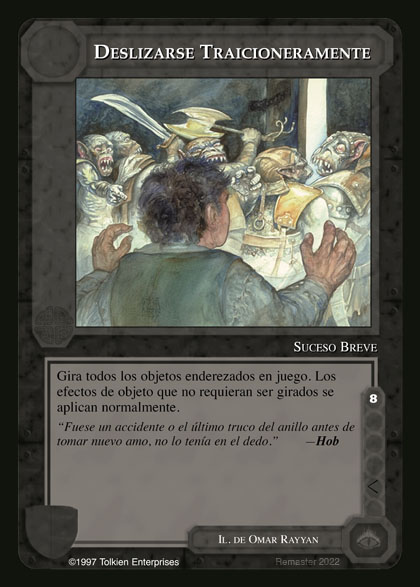 DESLIZARSE TRAICIONERAMENTE
SUCESO BREVE
Gira todos los objetos enderezados en juego. Los
efectos de objeto que no requieran ser girados se
aplican normalmente.
“Fuese un accidente o el último truco del anillo antes de
tomar nuevo amo, no lo tenía en el dedo.” —Hob
8
IL. DE OMAR RAYYAN
©1997 Tolkien Enterprises
Remaster 2022